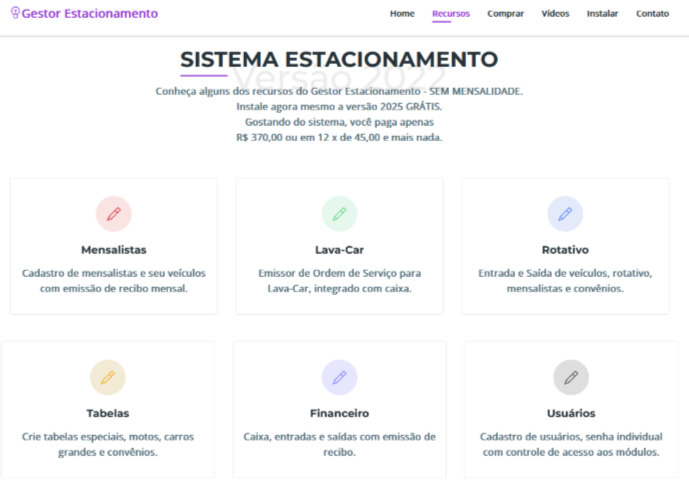 Gestor Estacionamento
Home Recursos Comprar Vídeos Instalar Contato
Versão 2022
SISTEMA ESTACIONAMENTO
Conheça alguns dos recursos do Gestor Estacionamento - SEM MENSALIDADE.
Instale agora mesmo a versão 2025 GRÁTIS.
Gostando do sistema, você paga apenas
R$ 370,00 ou em 12 x de 45,00 e mais nada.
Mensalistas
Cadastro de mensalistas e seu veículos
com emissão de recibo mensal.
Lava-Car
Emissor de Ordem de Serviço para
Lava-Car, integrado com caixa.
Rotativo
Entrada e Saída de veículos, rotativo,
mensalistas e convênios.
Tabelas
Crie tabelas especiais, motos, carros
grandes e convênios.
Financeiro
Caixa, entradas e saídas com emissão de
recibo.
Usuários
Cadastro de usuários, senha individual
com controle de acesso aos módulos.